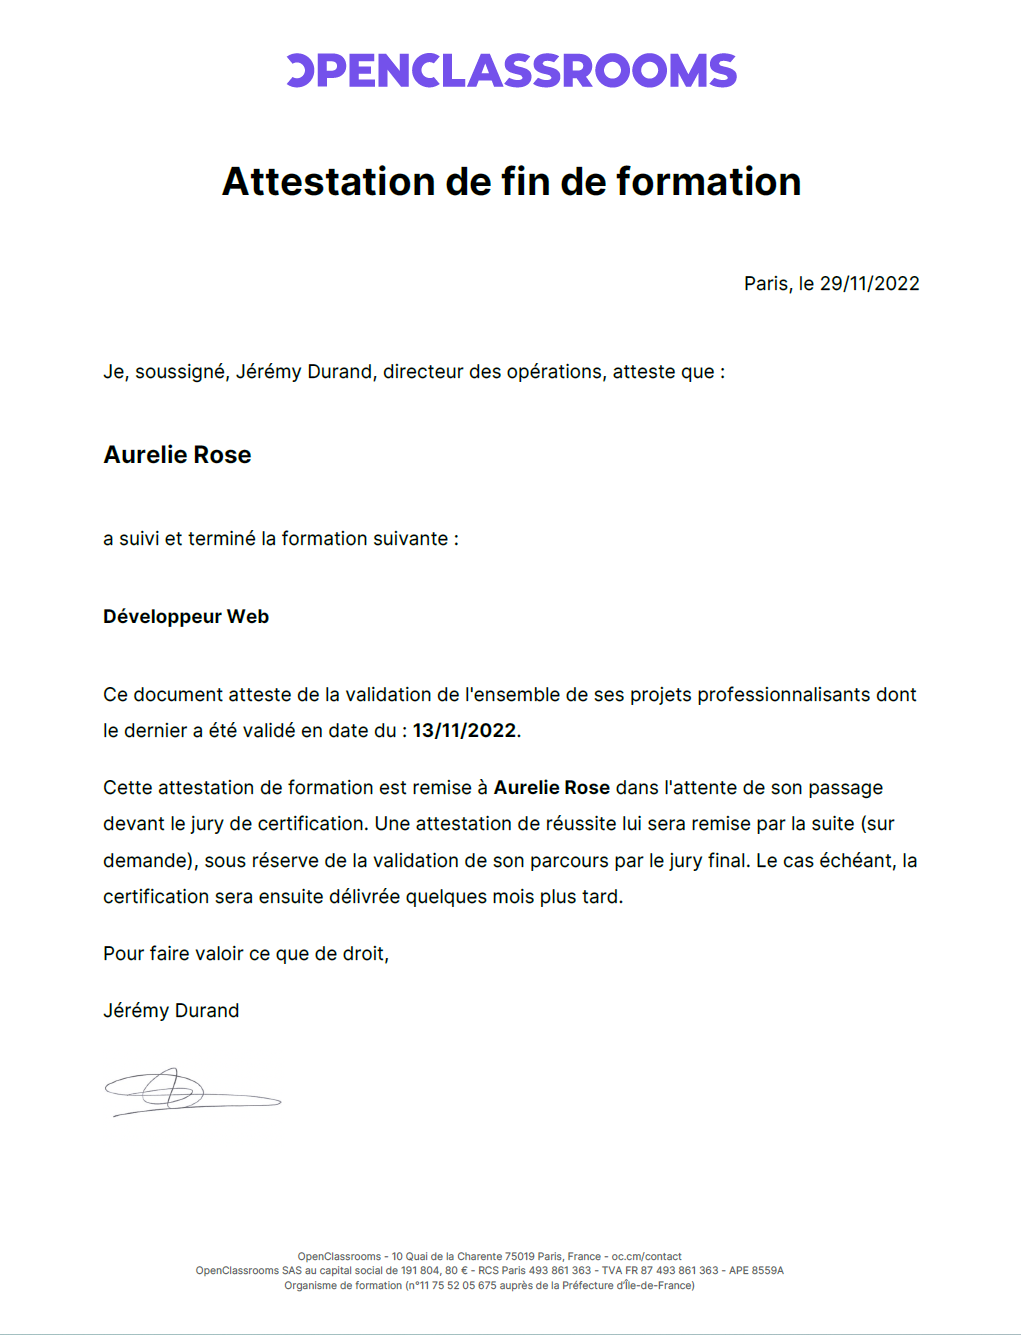 OPENCLASSROOMS
Attestation de fin de formation
Paris, le 29/11/2022
Je, soussigné, Jérémy Durand, directeur des opérations, atteste que :
Aurelie Rose
a suivi et terminé la formation suivante :
Développeur Web
Ce document atteste de la validation de l'ensemble de ses projets professionnalisants dont
le dernier a été validé en date du : 13/11/2022.
Cette attestation de formation est remise à Aurelie Rose dans l'attente de son passage
devant le jury de certification. Une attestation de réussite lui sera remise par la suite (sur
demande), sous réserve de la validation de son parcours par le jury final. Le cas échéant, la
certification sera ensuite délivrée quelques mois plus tard.
Pour faire valoir ce que de droit,
Jérémy Durand
OpenClassrooms - 10 Quai de la Charente 75019 Paris, France - oc.cm/contact
OpenClassrooms SAS au capital social de 191 804, 80 € - RCS Paris 493 861 363 - TVA FR 87 493 861 363 - APE 8559A
Organisme de formation (n°11 75 52 05 675 auprès de la Préfecture d'Île-de-France)